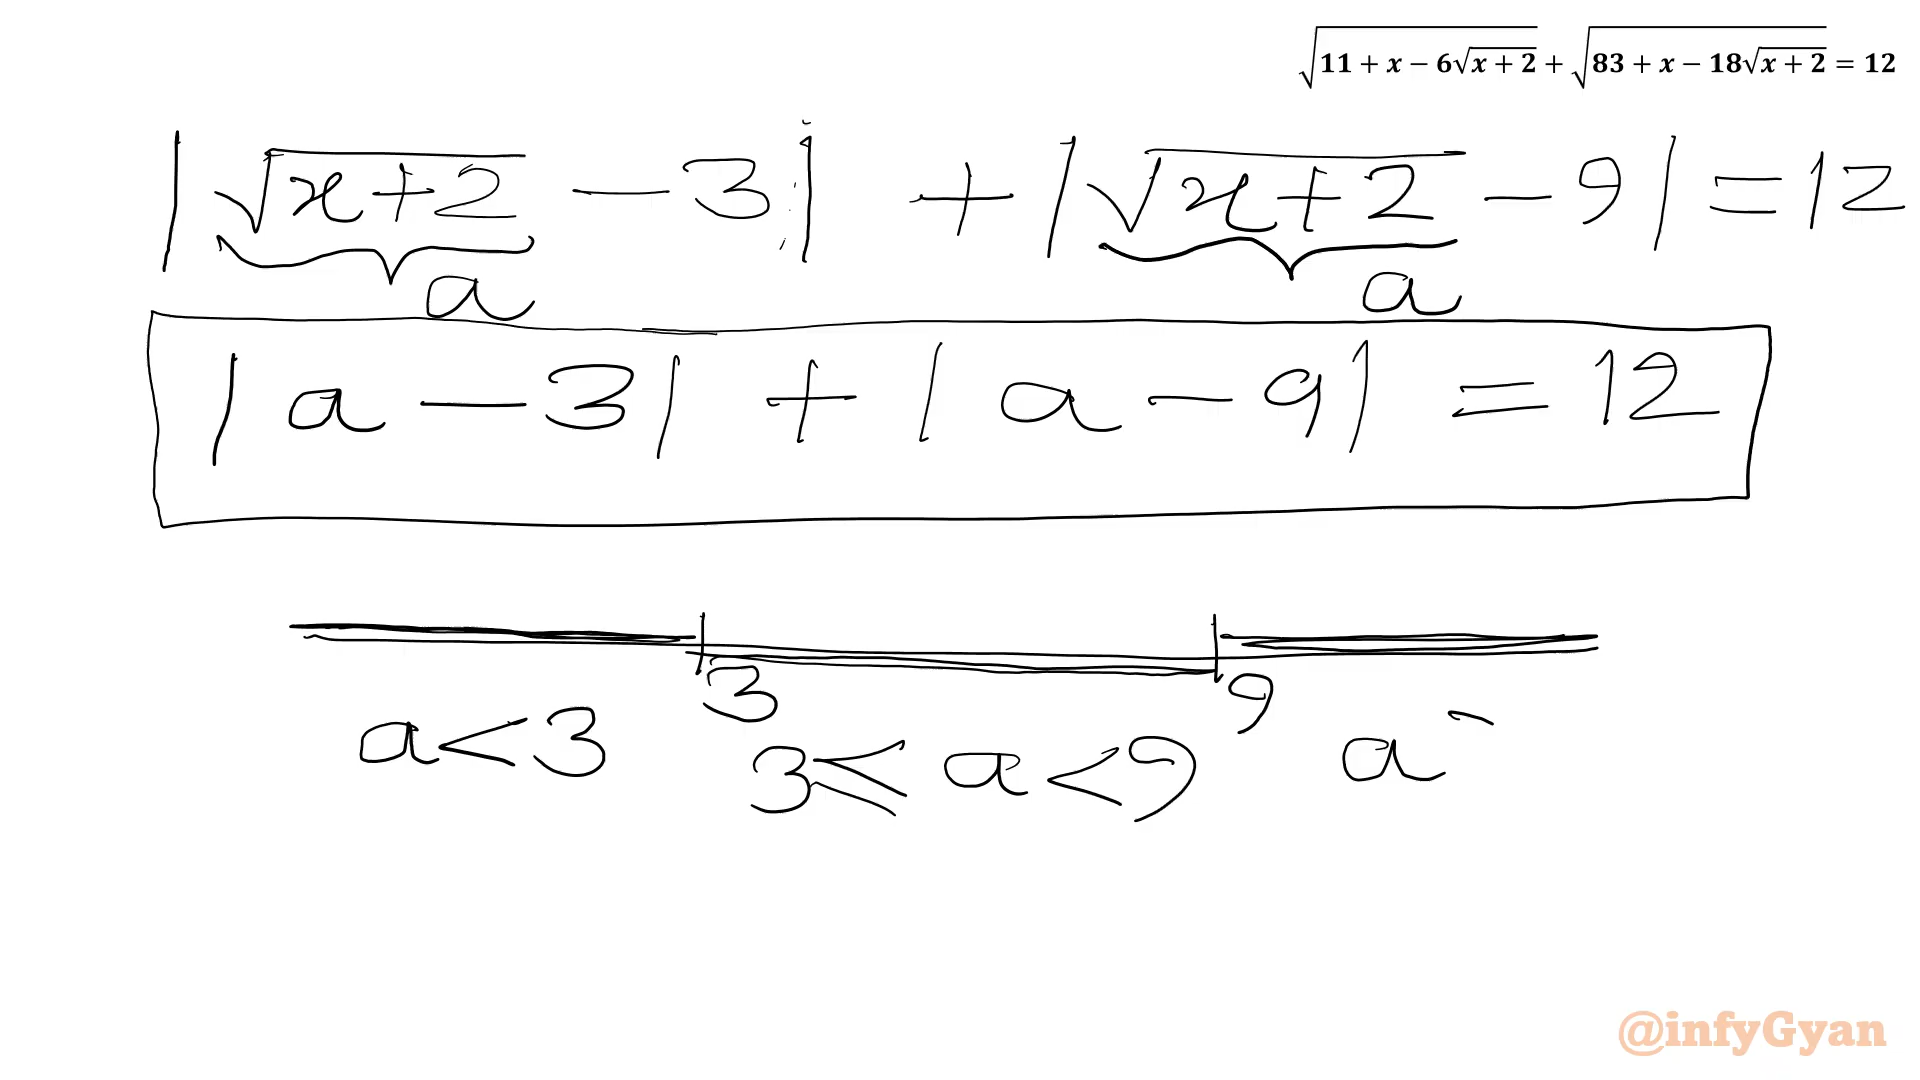 √(11 + x − 6√(x + 2)) + √(83 + x − 18√(x + 2)) = 12
|√(x+2) − 3| + |√(x+2) − 9| = 12
a a
|a − 3| + |a − 9| = 12
3 9
a < 3 3 ≤ a < 9 a
@infyGyan